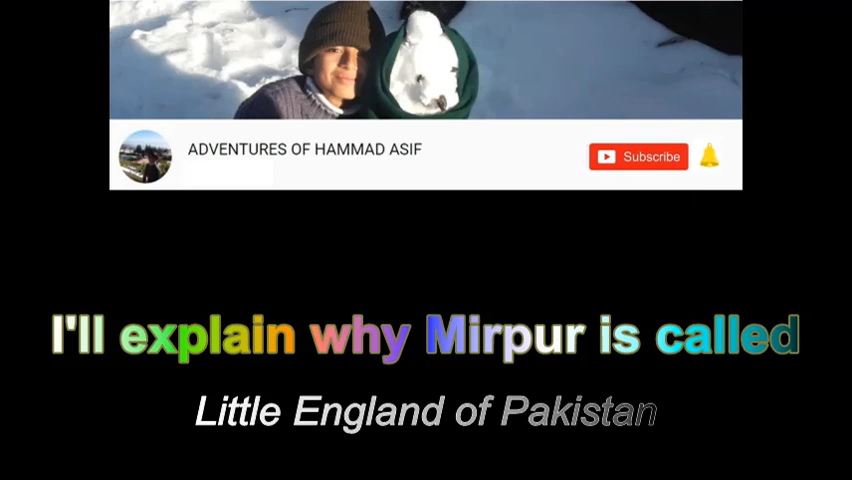 ADVENTURES OF HAMMAD ASIF
Subscribe
I'll explain why Mirpur is called
Little England of Pakistan